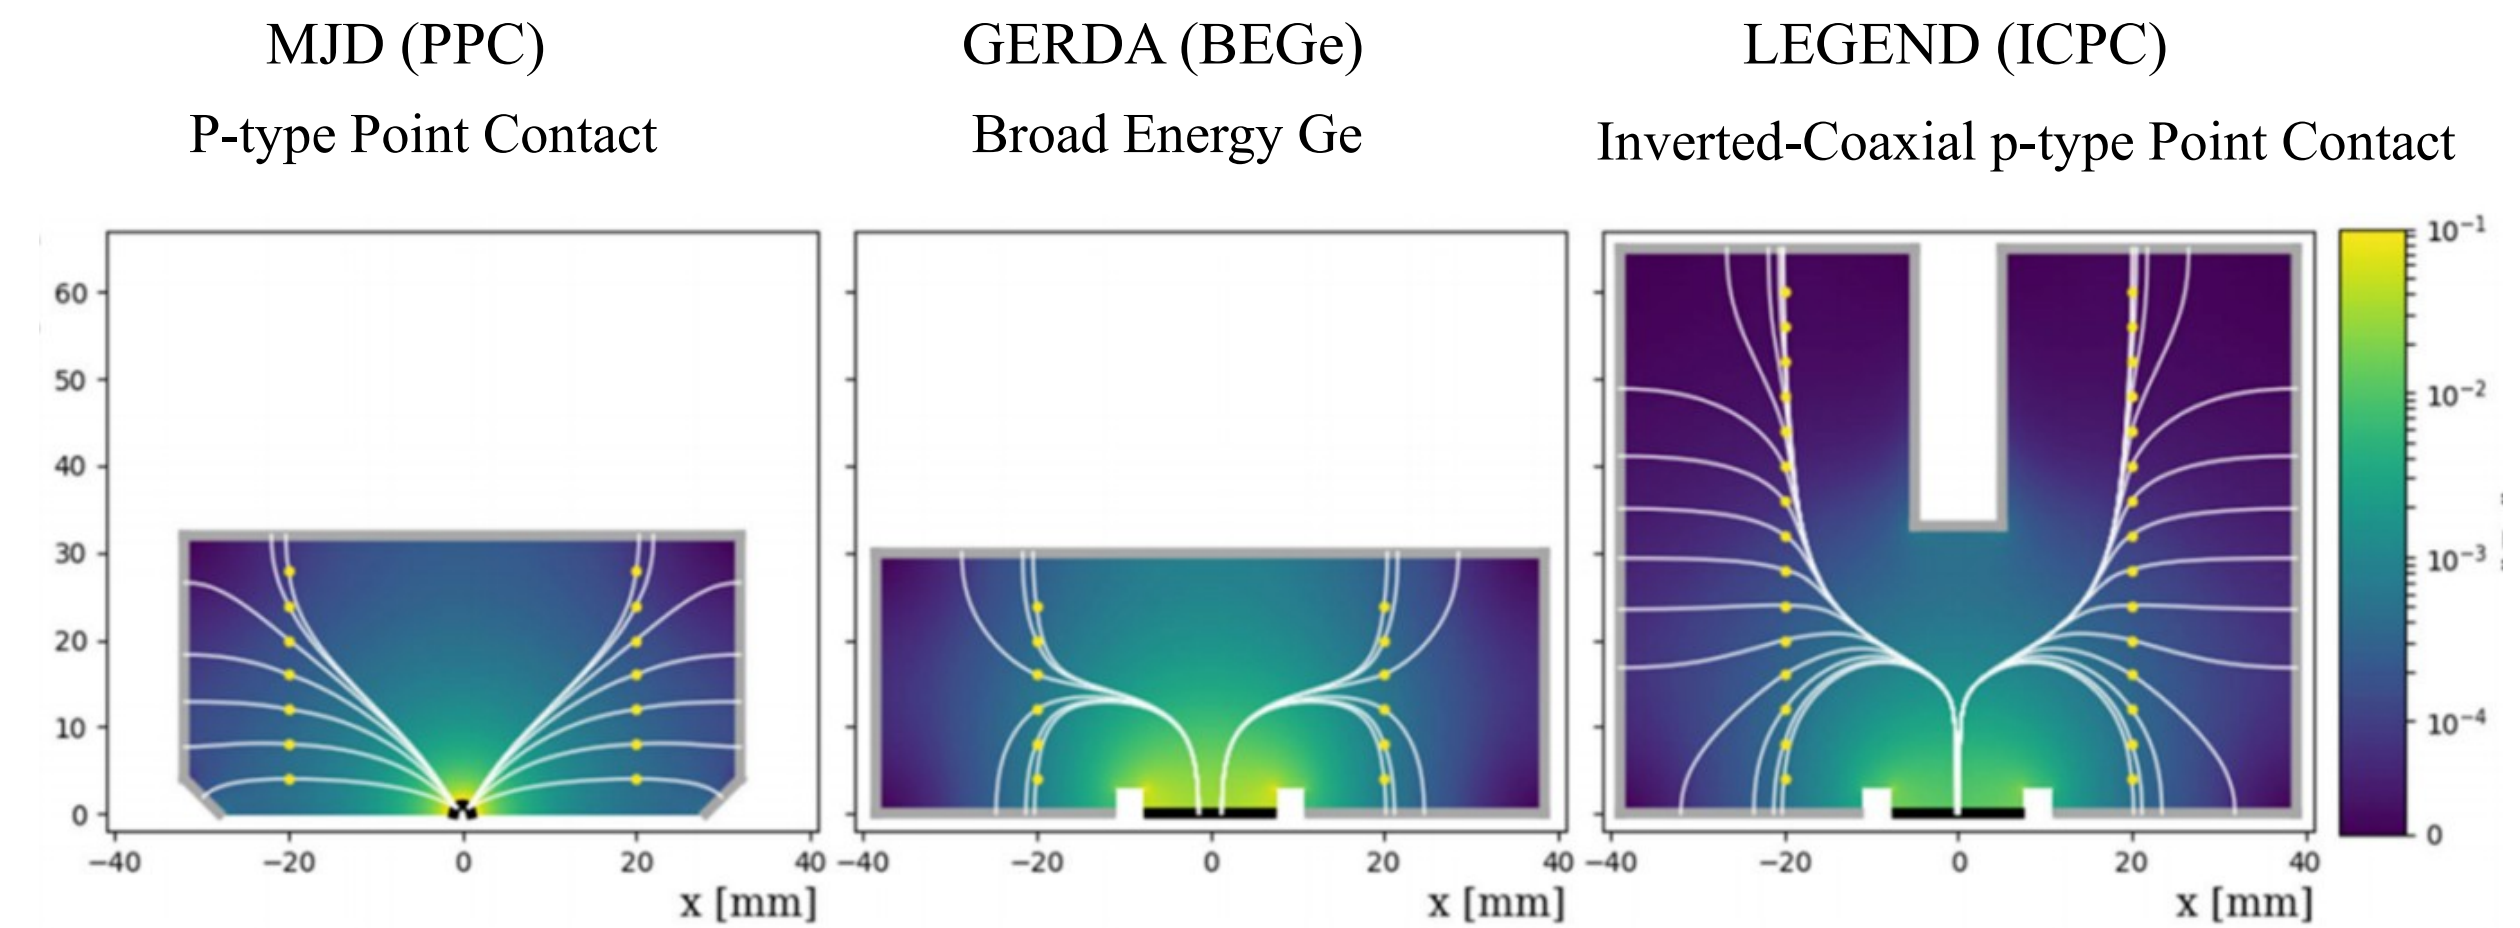 MJD (PPC)
P-type Point Contact
GERDA (BEGe)
Broad Energy Ge
LEGEND (ICPC)
Inverted-Coaxial p-type Point Contact
60
50
40
30
20
10
0
−40 −20 0 20 40
x [mm]
−40 −20 0 20 40
x [mm]
−40 −20 0 20 40
x [mm]
10⁻¹
10⁻²
10⁻³
10⁻⁴
0